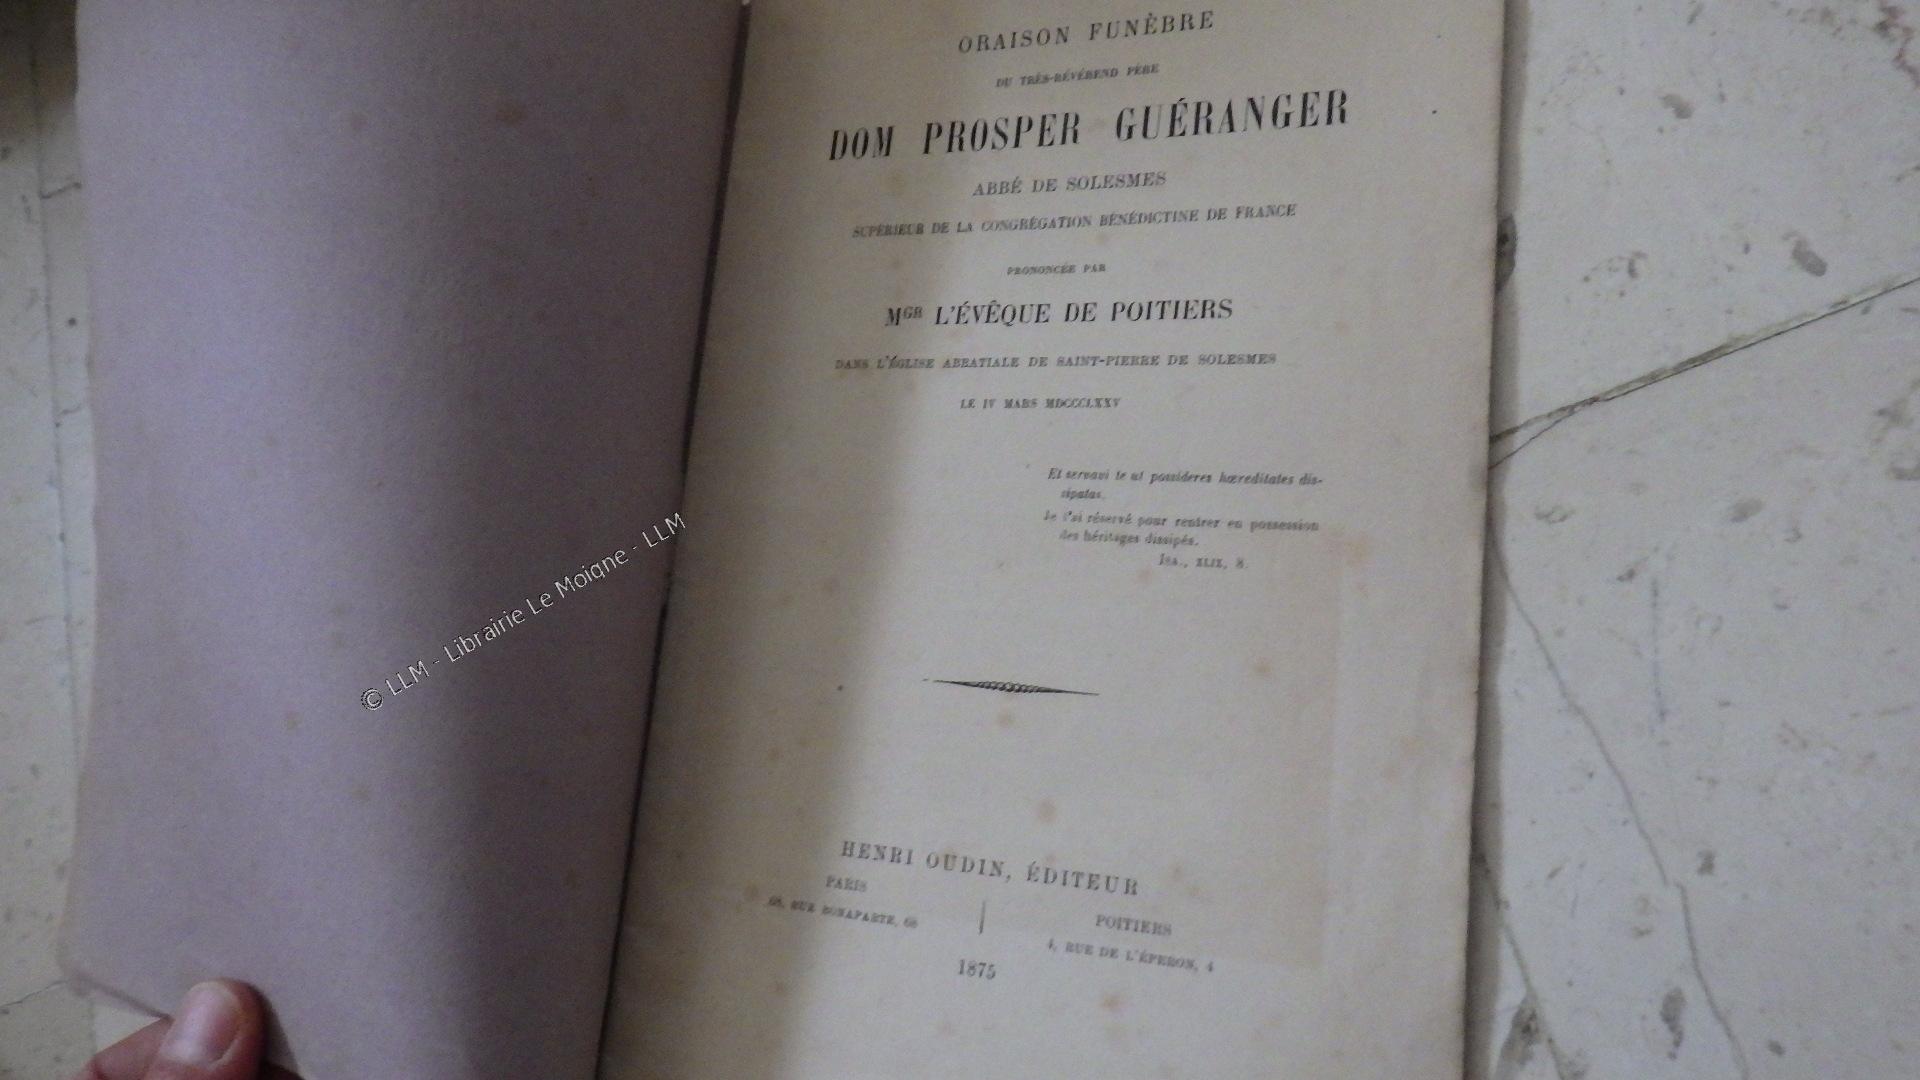 ORAISON FUNÈBRE
DU TRÈS-RÉVÉREND PÈRE
DOM PROSPER GUÉRANGER
ABBÉ DE SOLESMES
SUPÉRIEUR DE LA CONGRÉGATION BÉNÉDICTINE DE FRANCE
PRONONCÉE PAR
MGR L'ÉVÊQUE DE POITIERS
DANS L'ÉGLISE ABBATIALE DE SAINT-PIERRE DE SOLESMES
LE IV MARS MDCCCLXXV
Et servavi te ut possideres hæreditates dis-
sipatas.
Je t'ai réservé pour rentrer en possession
des héritages dissipés.
ISA., XLIX, 8.
© LLM - Librairie Le Moigne - LLM
HENRI OUDIN, ÉDITEUR
PARIS
68, RUE BONAPARTE, 68
POITIERS
4, RUE DE L'ÉPERON, 4
1875